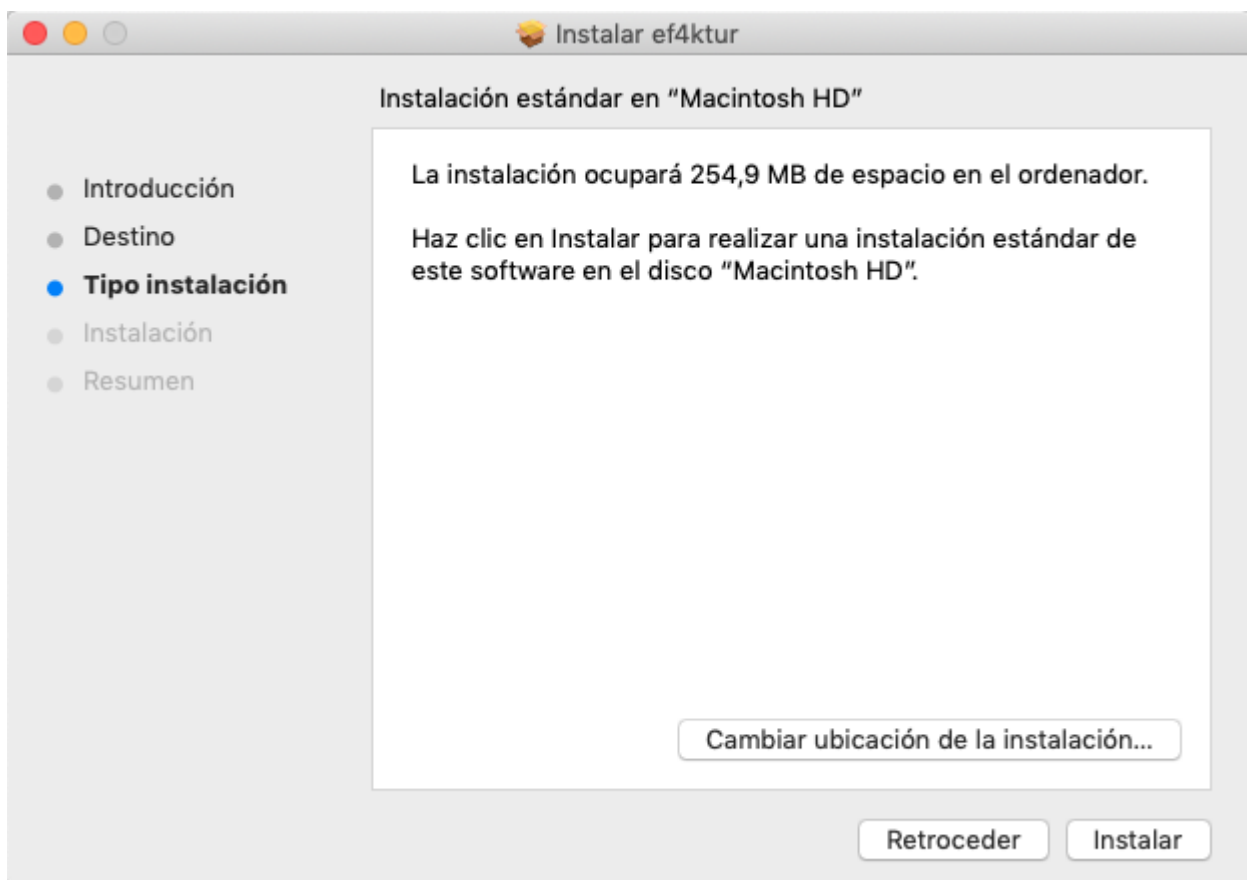 Instalar ef4ktur
Instalación estándar en “Macintosh HD”
Introducción
Destino
Tipo instalación
Instalación
Resumen
La instalación ocupará 254,9 MB de espacio en el ordenador.
Haz clic en Instalar para realizar una instalación estándar de
este software en el disco “Macintosh HD”.
Cambiar ubicación de la instalación...
Retroceder
Instalar